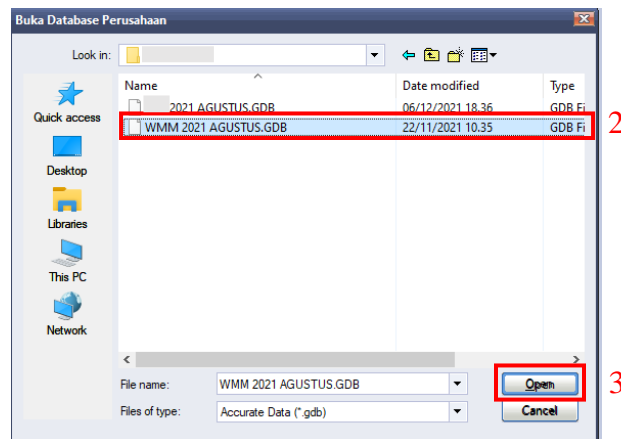 Buka Database Perusahaan
Look in:
Name Date modified Type
2021 AGUSTUS.GDB 06/12/2021 18.36 GDB Fi
WMM 2021 AGUSTUS.GDB 22/11/2021 10.35 GDB Fi
2
Quick access
Desktop
Libraries
This PC
Network
File name: WMM 2021 AGUSTUS.GDB Open
3
Files of type: Accurate Data (*.gdb) Cancel